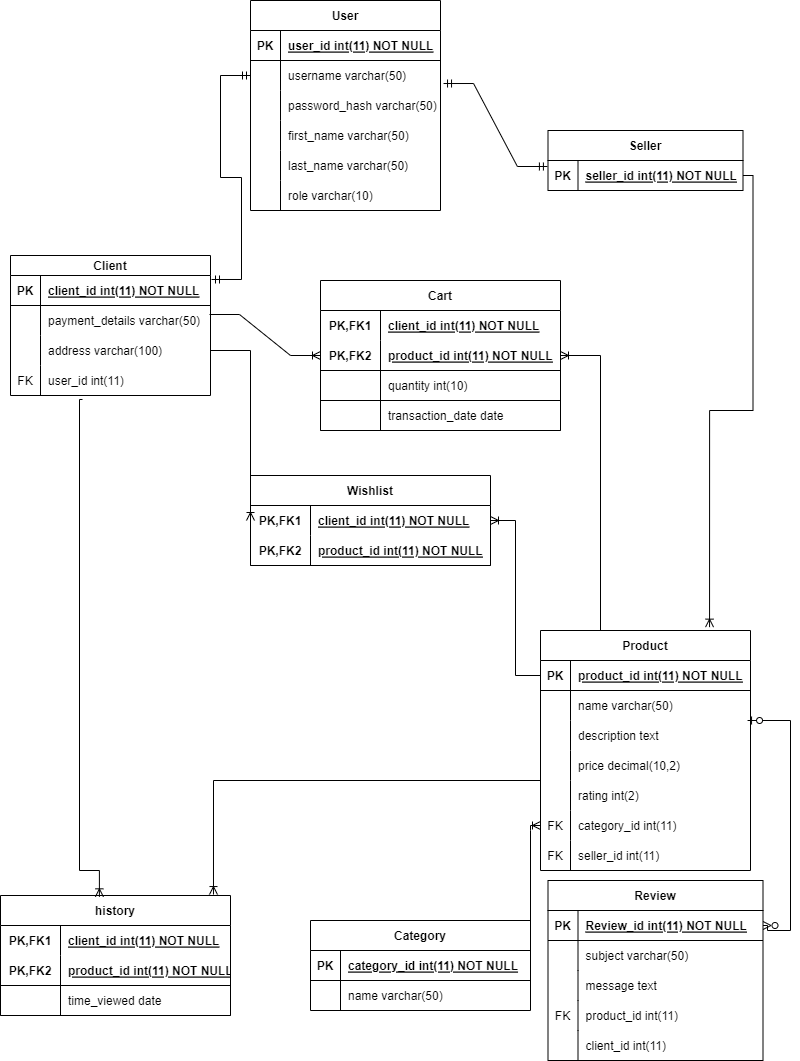 User
PK user_id int(11) NOT NULL
username varchar(50)
password_hash varchar(50)
first_name varchar(50)
last_name varchar(50)
role varchar(10)
Seller
PK seller_id int(11) NOT NULL
Client
PK client_id int(11) NOT NULL
payment_details varchar(50)
address varchar(100)
FK user_id int(11)
Cart
PK,FK1 client_id int(11) NOT NULL
PK,FK2 product_id int(11) NOT NULL
quantity int(10)
transaction_date date
Wishlist
PK,FK1 client_id int(11) NOT NULL
PK,FK2 product_id int(11) NOT NULL
Product
PK product_id int(11) NOT NULL
name varchar(50)
description text
price decimal(10,2)
rating int(2)
FK category_id int(11)
FK seller_id int(11)
history
PK,FK1 client_id int(11) NOT NULL
PK,FK2 product_id int(11) NOT NULL
time_viewed date
Category
PK category_id int(11) NOT NULL
name varchar(50)
Review
PK Review_id int(11) NOT NULL
subject varchar(50)
message text
FK product_id int(11)
client_id int(11)